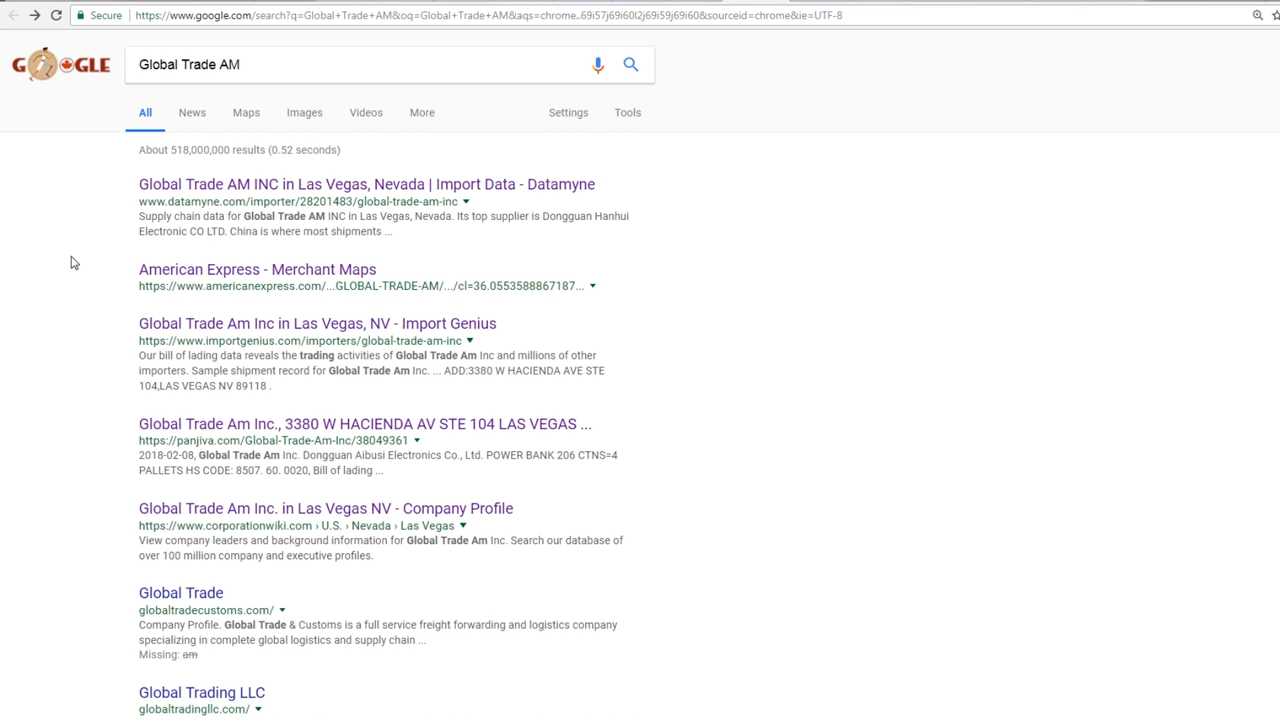 Secure https://www.google.com/search?q=Global+Trade+AM&oq=Global+Trade+AM&aqs=chrome..69i57j69i60l2j69i59j69i60&sourceid=chrome&ie=UTF-8
GOOGLE
Global Trade AM
All News Maps Images Videos More Settings Tools
About 518,000,000 results (0.52 seconds)
Global Trade AM INC in Las Vegas, Nevada | Import Data - Datamyne
www.datamyne.com/importer/28201483/global-trade-am-inc
Supply chain data for Global Trade AM INC in Las Vegas, Nevada. Its top supplier is Dongguan Hanhui
Electronic CO LTD. China is where most shipments ...
American Express - Merchant Maps
https://www.americanexpress.com/...GLOBAL-TRADE-AM/.../cl=36.0553588867187...
Global Trade Am Inc in Las Vegas, NV - Import Genius
https://www.importgenius.com/importers/global-trade-am-inc
Our bill of lading data reveals the trading activities of Global Trade Am Inc and millions of other
importers. Sample shipment record for Global Trade Am Inc. ... ADD:3380 W HACIENDA AVE STE
104,LAS VEGAS NV 89118 .
Global Trade Am Inc., 3380 W HACIENDA AV STE 104 LAS VEGAS ...
https://panjiva.com/Global-Trade-Am-Inc/38049361
2018-02-08, Global Trade Am Inc. Dongguan Aibusi Electronics Co., Ltd. POWER BANK 206 CTNS=4
PALLETS HS CODE: 8507. 60. 0020, Bill of lading ...
Global Trade Am Inc. in Las Vegas NV - Company Profile
https://www.corporationwiki.com › U.S. › Nevada › Las Vegas
View company leaders and background information for Global Trade Am Inc. Search our database of
over 100 million company and executive profiles.
Global Trade
globaltradecustoms.com/
Company Profile. Global Trade & Customs is a full service freight forwarding and logistics company
specializing in complete global logistics and supply chain ...
Missing: am
Global Trading LLC
globaltradingllc.com/